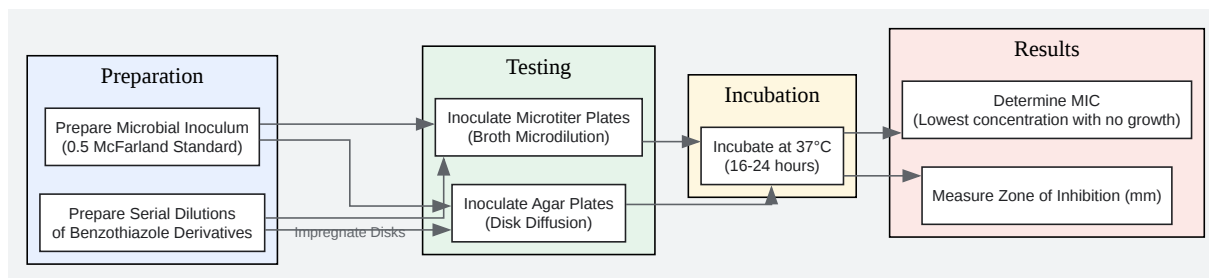 Preparation
Prepare Microbial Inoculum
(0.5 McFarland Standard)
Prepare Serial Dilutions
of Benzothiazole Derivatives
Impregnate Disks
Testing
Inoculate Microtiter Plates
(Broth Microdilution)
Inoculate Agar Plates
(Disk Diffusion)
Incubation
Incubate at 37°C
(16-24 hours)
Results
Determine MIC
(Lowest concentration with no growth)
Measure Zone of Inhibition (mm)